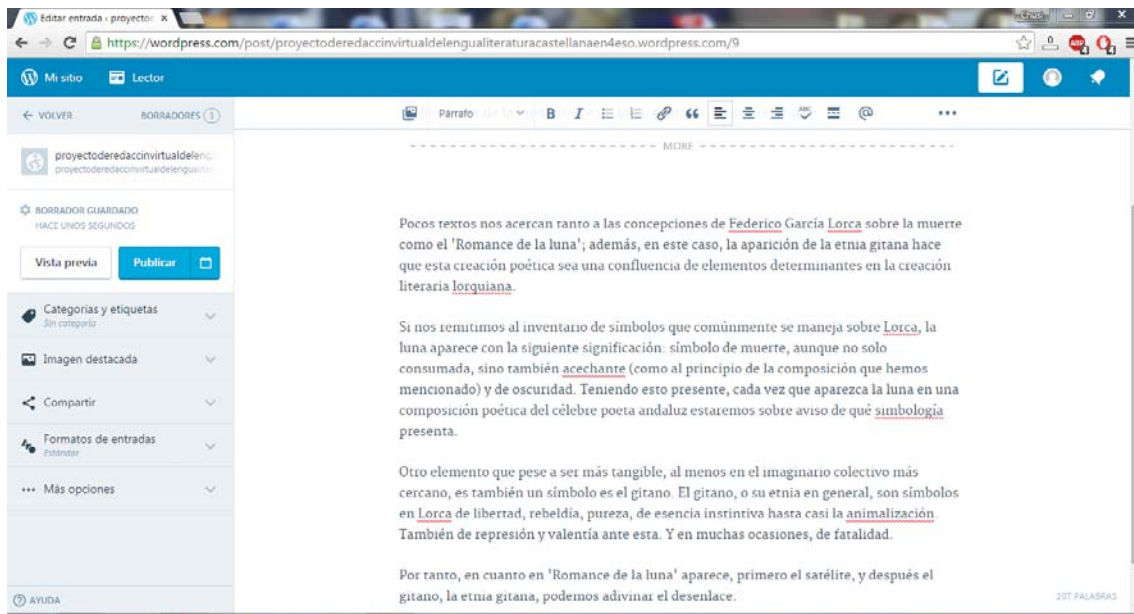 Editar entrada ‹ proyecto
Chusi
https://wordpress.com/post/proyectoderedaccinvirtualdelengualiteraturacastellanaen4eso.wordpress.com/9
Mi sitio Lector
VOLVER BORRADORES 1
Párrafo B I ABC
MORE
proyectoderedaccinvirtualdeleng
proyectoderedaccinvirtualdelengualite
BORRADOR GUARDADO
HACE UNOS SEGUNDOS
Vista previa Publicar
Categorías y etiquetas
Sin categoría
Imagen destacada
Compartir
Formatos de entradas
Estándar
Más opciones
AYUDA
Pocos textos nos acercan tanto a las concepciones de Federico García Lorca sobre la muerte
como el 'Romance de la luna'; además, en este caso, la aparición de la etnia gitana hace
que esta creación poética sea una confluencia de elementos determinantes en la creación
literaria lorquiana.
Si nos remitimos al inventario de símbolos que comúnmente se maneja sobre Lorca, la
luna aparece con la siguiente significación: símbolo de muerte, aunque no solo
consumada, sino también acechante (como al principio de la composición que hemos
mencionado) y de oscuridad. Teniendo esto presente, cada vez que aparezca la luna en una
composición poética del célebre poeta andaluz estaremos sobre aviso de qué simbología
presenta.
Otro elemento que pese a ser más tangible, al menos en el imaginario colectivo más
cercano, es también un símbolo es el gitano. El gitano, o su etnia en general, son símbolos
en Lorca de libertad, rebeldía, pureza, de esencia instintiva hasta casi la animalización.
También de represión y valentía ante esta. Y en muchas ocasiones, de fatalidad.
Por tanto, en cuanto en 'Romance de la luna' aparece, primero el satélite, y después el
gitano, la etnia gitana, podemos adivinar el desenlace.
207 PALABRAS